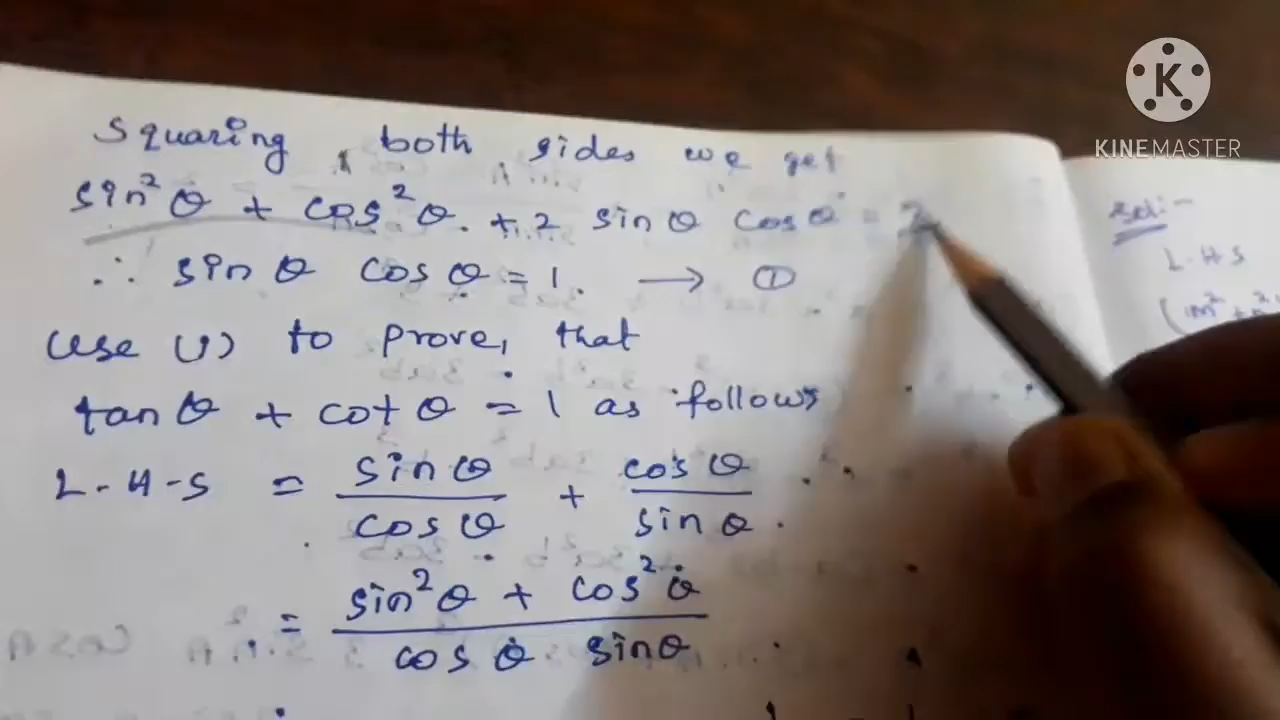 K
KINEMASTER
Squaring both sides we get
sin²θ + cos²θ. + 2 sinθ cosθ = 3
∴ sinθ cosθ = 1. → ①
use (1) to prove, that
tanθ + cotθ = 1 as follows
L-H-S = sinθ/cosθ + cosθ/sinθ.
= sin²θ + cos²θ/cosθ sinθ
Sol:-
L-H-S